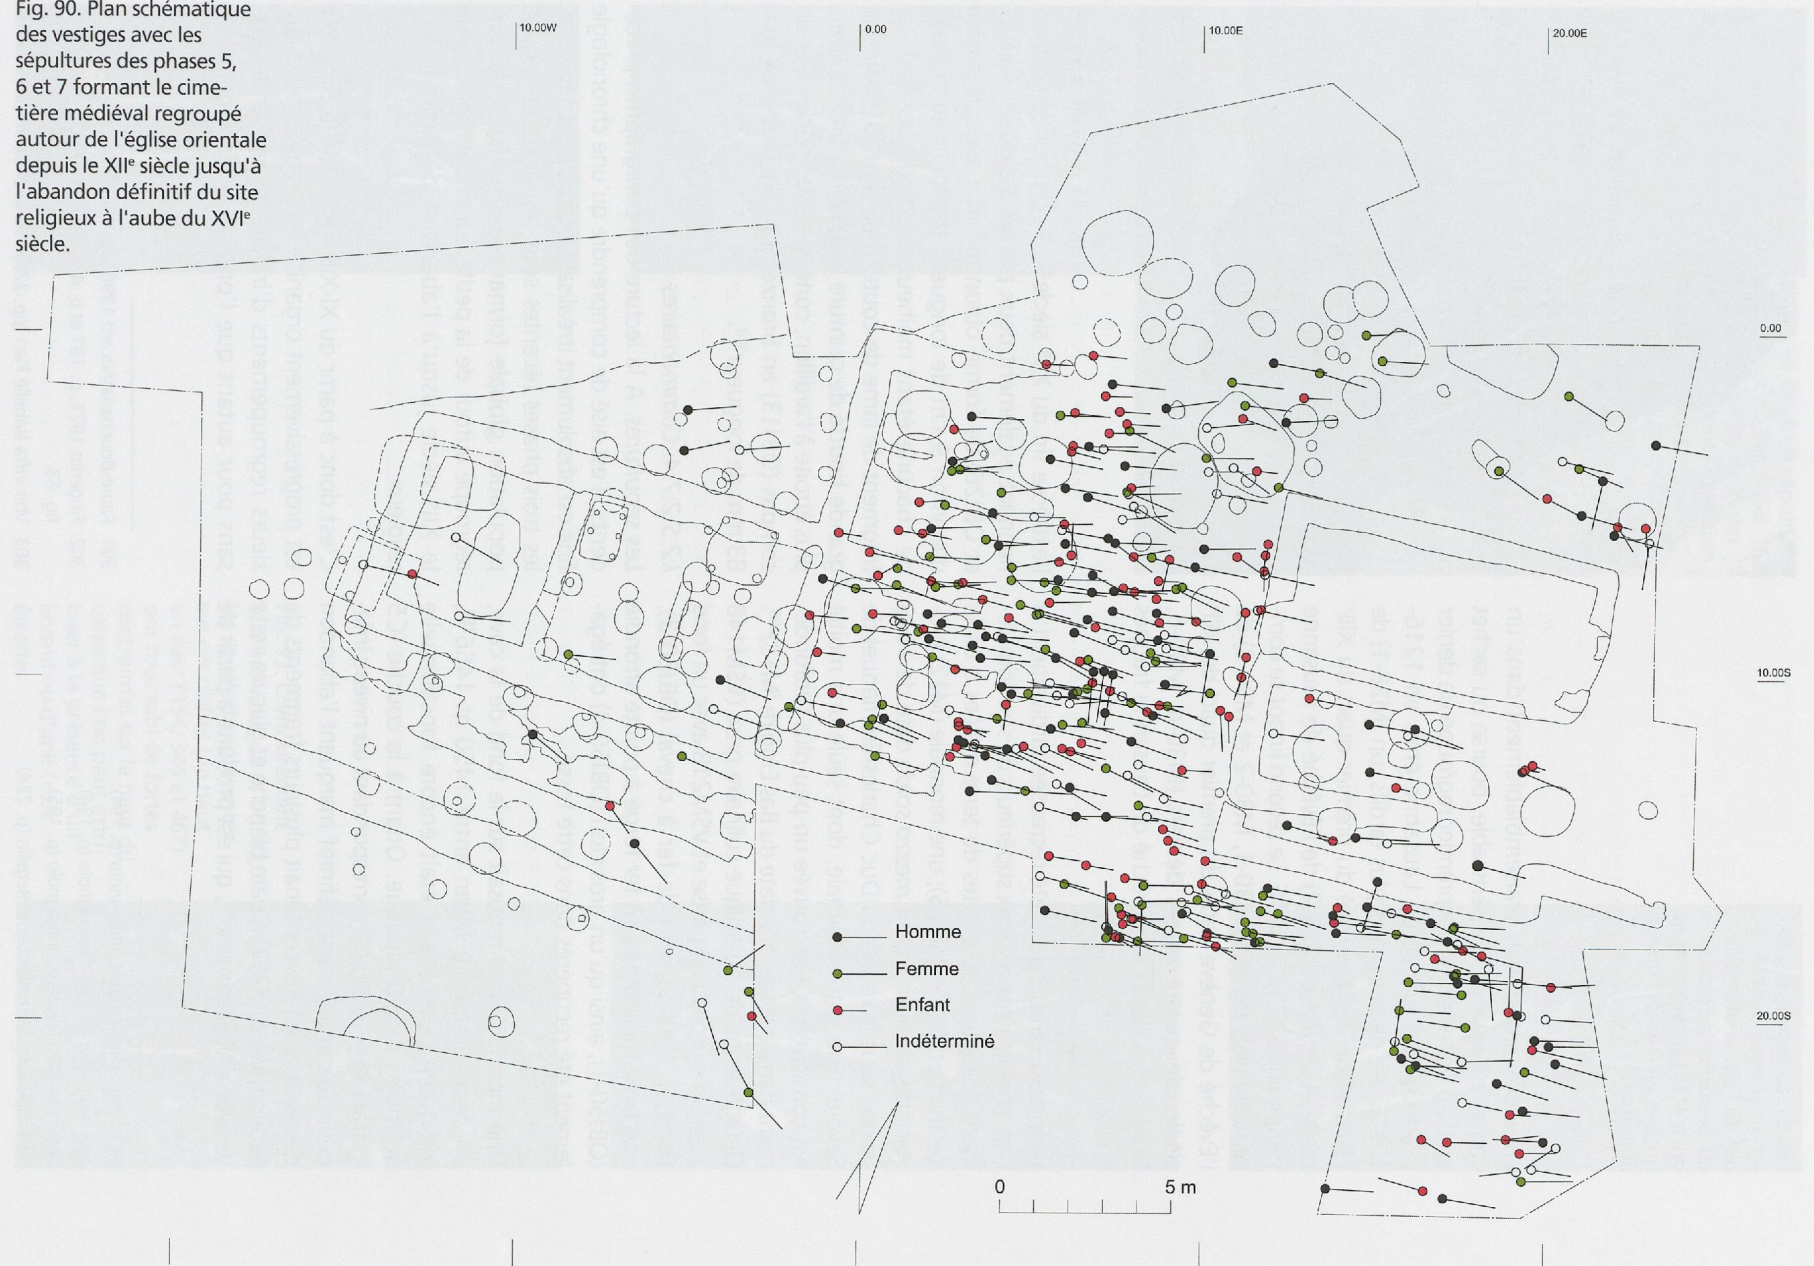 Fig. 90. Plan schématique
des vestiges avec les
sépultures des phases 5,
6 et 7 formant le cime-
tière médiéval regroupé
autour de l'église orientale
depuis le XIIe siècle jusqu'à
l'abandon définitif du site
religieux à l'aube du XVIe
siècle.
10.00W
0.00
10.00E
20.00E
0.00
10.00S
20.00S
Homme
Femme
Enfant
Indéterminé
0 5 m